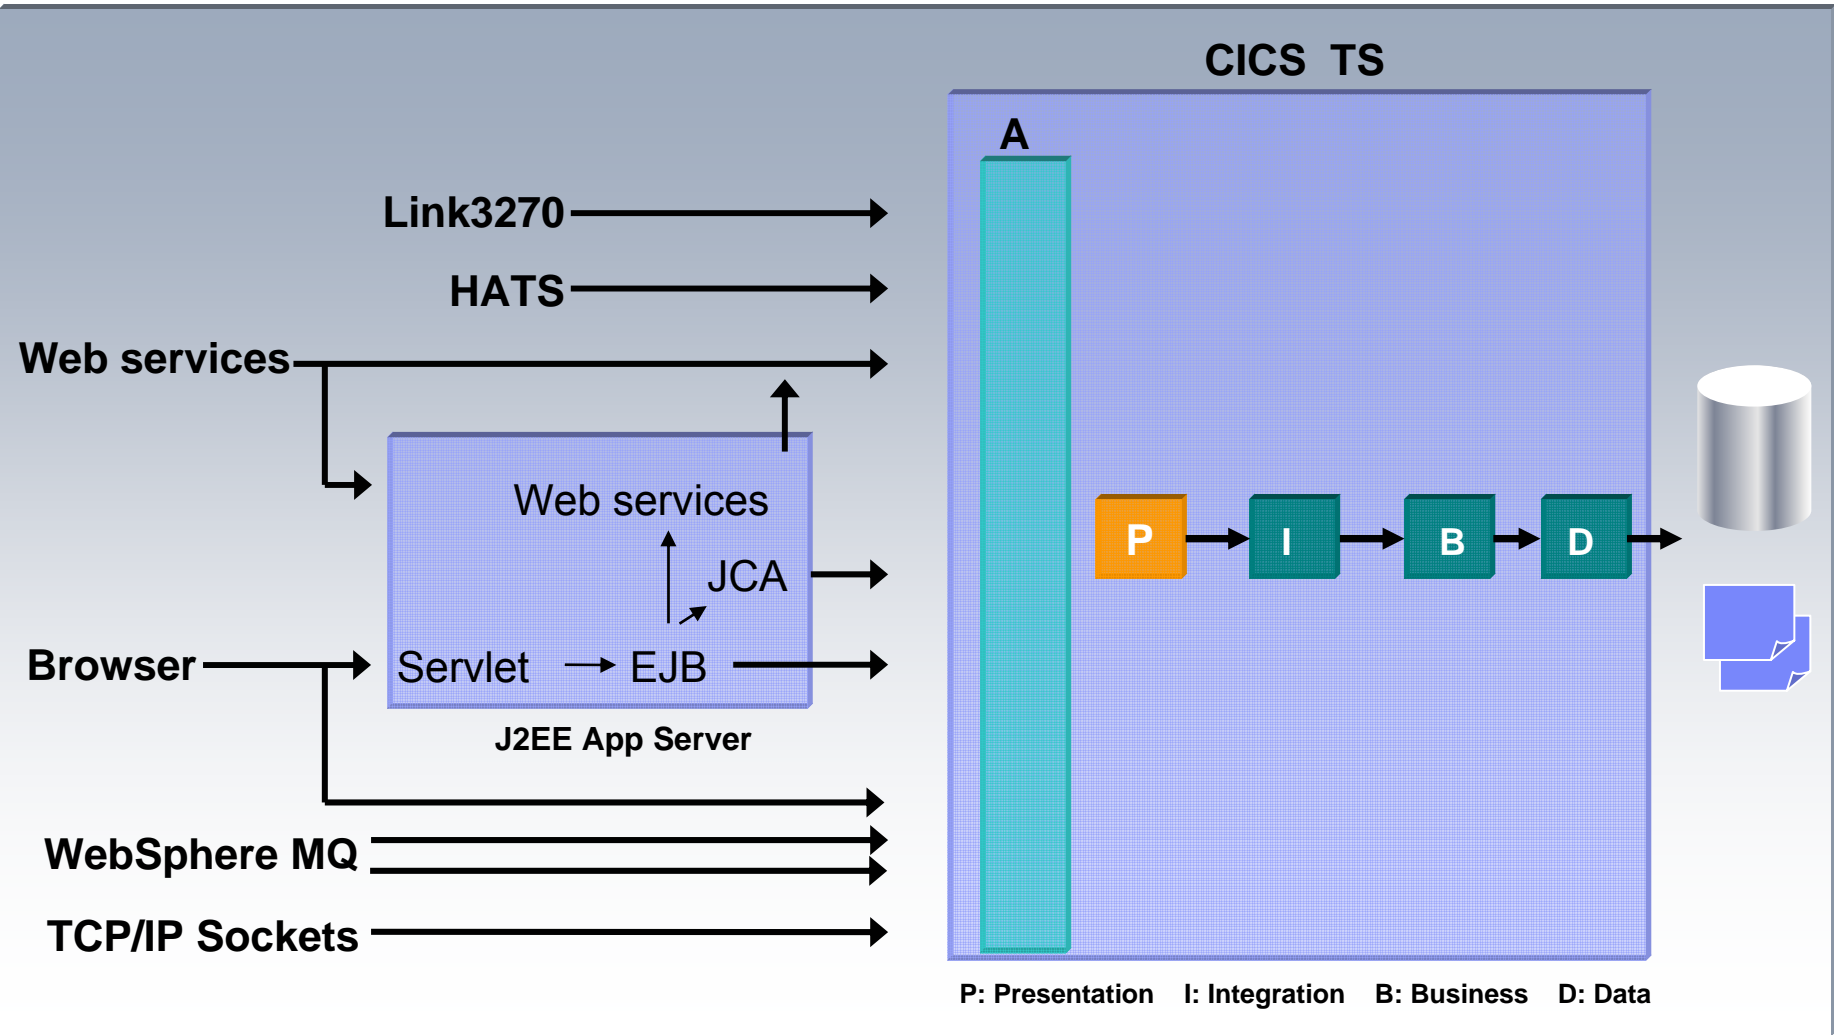 CICS TS
A
Link3270
HATS
Web services
Web services
JCA
P I B D
Browser
Servlet EJB
J2EE App Server
WebSphere MQ
TCP/IP Sockets
P: Presentation I: Integration B: Business D: Data